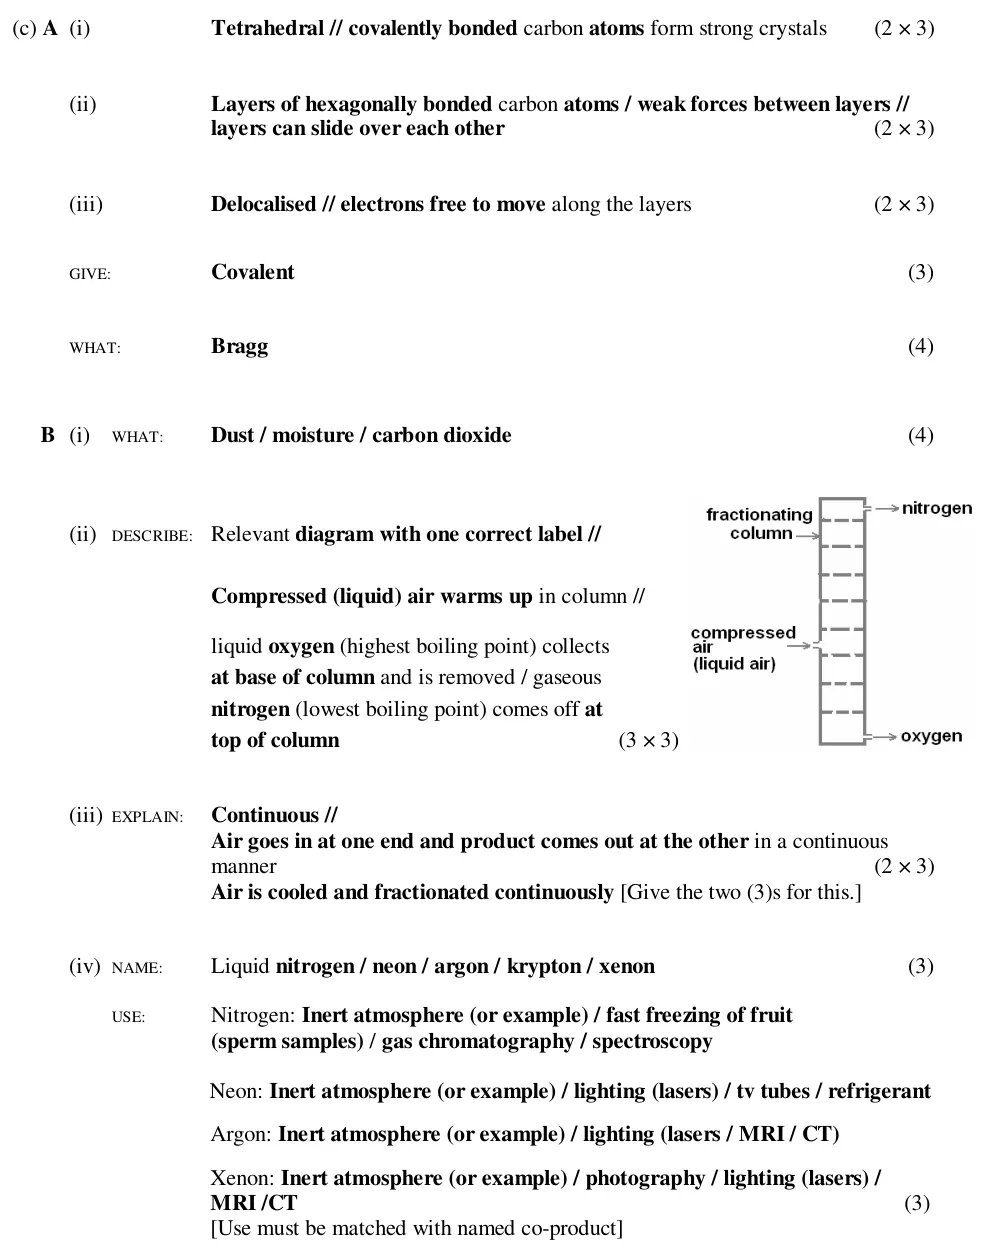 (c) A (i) Tetrahedral // covalently bonded carbon atoms form strong crystals (2 × 3)
(ii) Layers of hexagonally bonded carbon atoms / weak forces between layers //
layers can slide over each other (2 × 3)
(iii) Delocalised // electrons free to move along the layers (2 × 3)
GIVE: Covalent (3)
WHAT: Bragg (4)
B (i) WHAT: Dust / moisture / carbon dioxide (4)
(ii) DESCRIBE: Relevant diagram with one correct label //
Compressed (liquid) air warms up in column //
liquid oxygen (highest boiling point) collects
at base of column and is removed / gaseous
nitrogen (lowest boiling point) comes off at
top of column (3 × 3)
fractionating
column
nitrogen
compressed
air
(liquid air)
oxygen
(iii) EXPLAIN: Continuous //
Air goes in at one end and product comes out at the other in a continuous
manner (2 × 3)
Air is cooled and fractionated continuously [Give the two (3)s for this.]
(iv) NAME: Liquid nitrogen / neon / argon / krypton / xenon (3)
USE: Nitrogen: Inert atmosphere (or example) / fast freezing of fruit
(sperm samples) / gas chromatography / spectroscopy
Neon: Inert atmosphere (or example) / lighting (lasers) / tv tubes / refrigerant
Argon: Inert atmosphere (or example) / lighting (lasers / MRI / CT)
Xenon: Inert atmosphere (or example) / photography / lighting (lasers) /
MRI /CT (3)
[Use must be matched with named co-product]